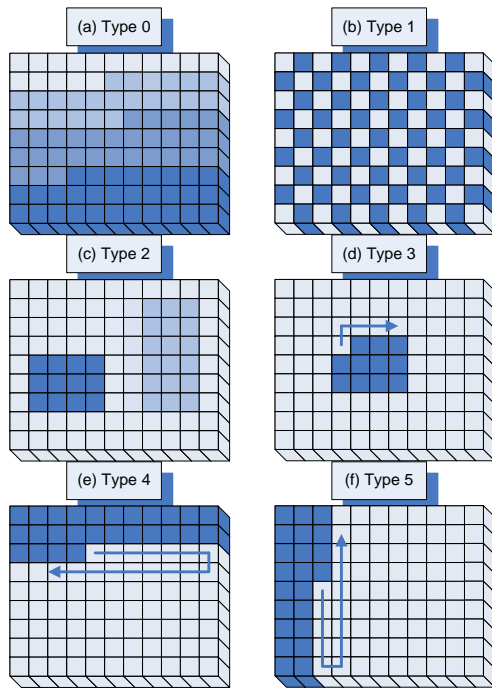 (a) Type 0
(b) Type 1
(c) Type 2
(d) Type 3
(e) Type 4
(f) Type 5